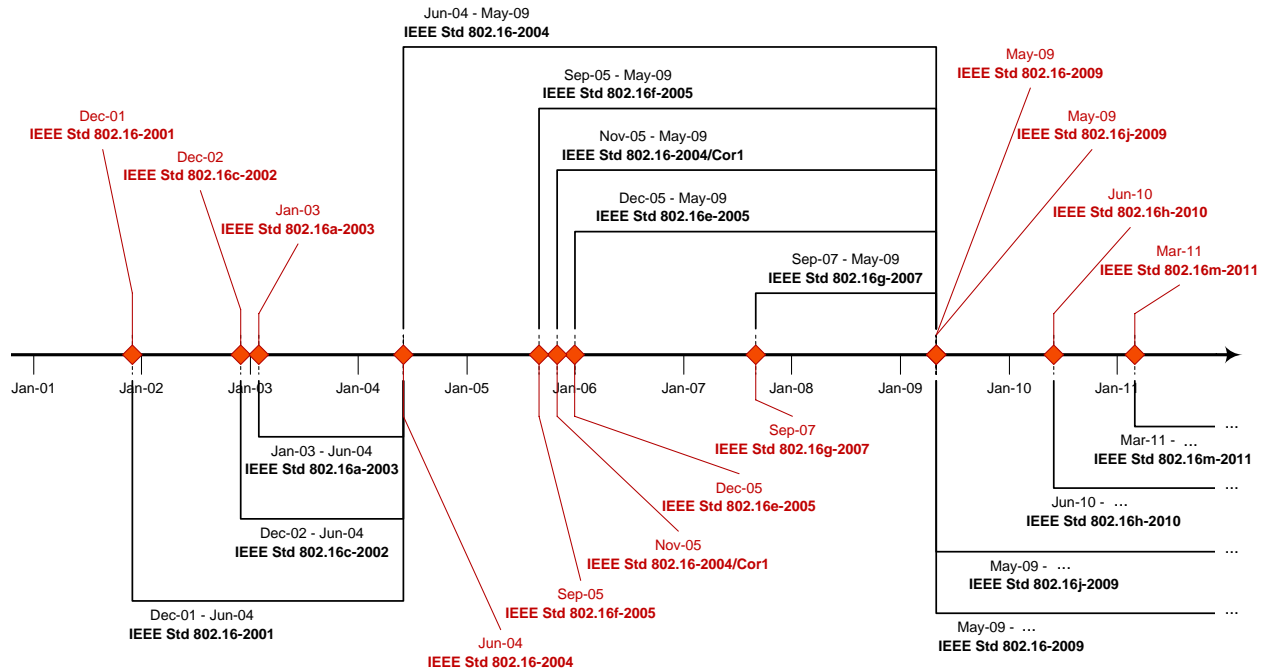 Jun-04 - May-09
IEEE Std 802.16-2004
Sep-05 - May-09
IEEE Std 802.16f-2005
Nov-05 - May-09
IEEE Std 802.16-2004/Cor1
Dec-05 - May-09
IEEE Std 802.16e-2005
Sep-07 - May-09
IEEE Std 802.16g-2007
Dec-01
IEEE Std 802.16-2001
Dec-02
IEEE Std 802.16c-2002
Jan-03
IEEE Std 802.16a-2003
May-09
IEEE Std 802.16-2009
May-09
IEEE Std 802.16j-2009
Jun-10
IEEE Std 802.16h-2010
Mar-11
IEEE Std 802.16m-2011
Jan-01
Jan-02
Jan-03
Jan-04
Jan-05
Jan-06
Jan-07
Jan-08
Jan-09
Jan-10
Jan-11
Jan-03 - Jun-04
IEEE Std 802.16a-2003
Dec-02 - Jun-04
IEEE Std 802.16c-2002
Dec-01 - Jun-04
IEEE Std 802.16-2001
Sep-07
IEEE Std 802.16g-2007
Dec-05
IEEE Std 802.16e-2005
Nov-05
IEEE Std 802.16-2004/Cor1
Sep-05
IEEE Std 802.16f-2005
Jun-04
IEEE Std 802.16-2004
...
Mar-11 - ...
IEEE Std 802.16m-2011
...
Jun-10 - ...
IEEE Std 802.16h-2010
...
May-09 - ...
IEEE Std 802.16j-2009
...
May-09 - ...
IEEE Std 802.16-2009